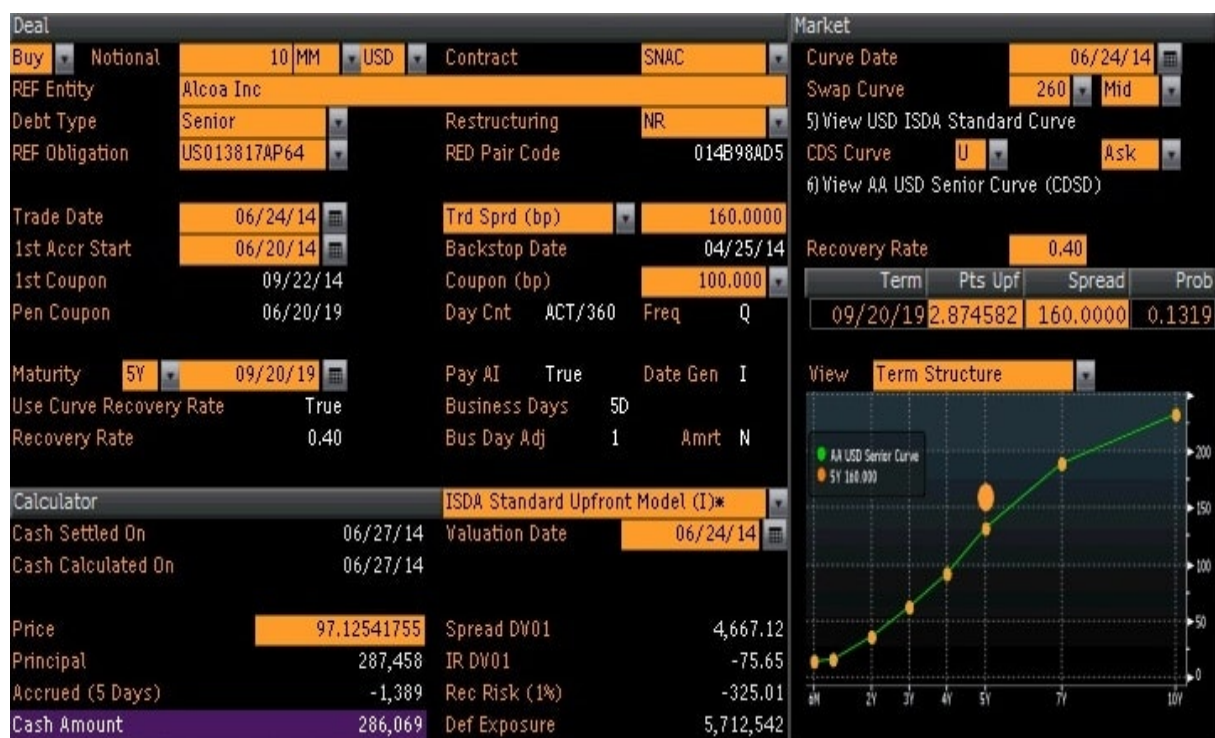 Deal
Buy Notional 10 MM USD Contract SNAC
REF Entity Alcoa Inc
Debt Type Senior Restructuring NR
REF Obligation US013817AP64 RED Pair Code 014B98AD5
Trade Date 06/24/14 Trd Sprd (bp) 160.0000
1st Accr Start 06/20/14 Backstop Date 04/25/14
1st Coupon 09/22/14 Coupon (bp) 100.000
Pen Coupon 06/20/19 Day Cnt ACT/360 Freq Q
Maturity 5Y 09/20/19 Pay AI True Date Gen I
Use Curve Recovery Rate True Business Days 5D
Recovery Rate 0.40 Bus Day Adj 1 Amrt N
Calculator ISDA Standard Upfront Model (I)*
Cash Settled On 06/27/14 Valuation Date 06/24/14
Cash Calculated On 06/27/14
Price 97.12541755 Spread DV01 4,667.12
Principal 287,458 IR DV01 -75.65
Accrued (5 Days) -1,389 Rec Risk (1%) -325.01
Cash Amount 286,069 Def Exposure 5,712,542
Market
Curve Date 06/24/14
Swap Curve 260 Mid
5) View USD ISDA Standard Curve
CDS Curve U Ask
6) View AA USD Senior Curve (CDSD)
Recovery Rate 0.40
Term Pts Upf Spread Prob
09/20/19 2.874582 160.0000 0.1319
View Term Structure
AA USD Senior Curve
5Y 160.000
200
150
100
50
0
6M 2Y 3Y 4Y 5Y 7Y 10Y